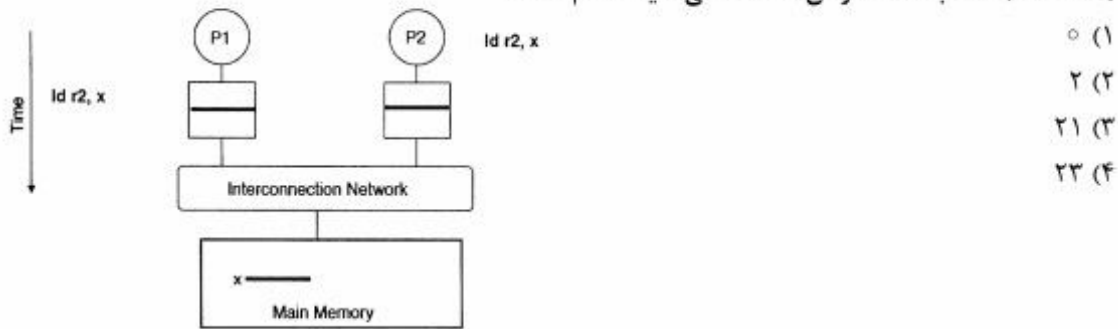 P1
P2
ld r2, x
ld r2, x
Time
Interconnection Network
x
Main Memory
۱) ۰
۲) ۲
۳) ۲۱
۴) ۲۳